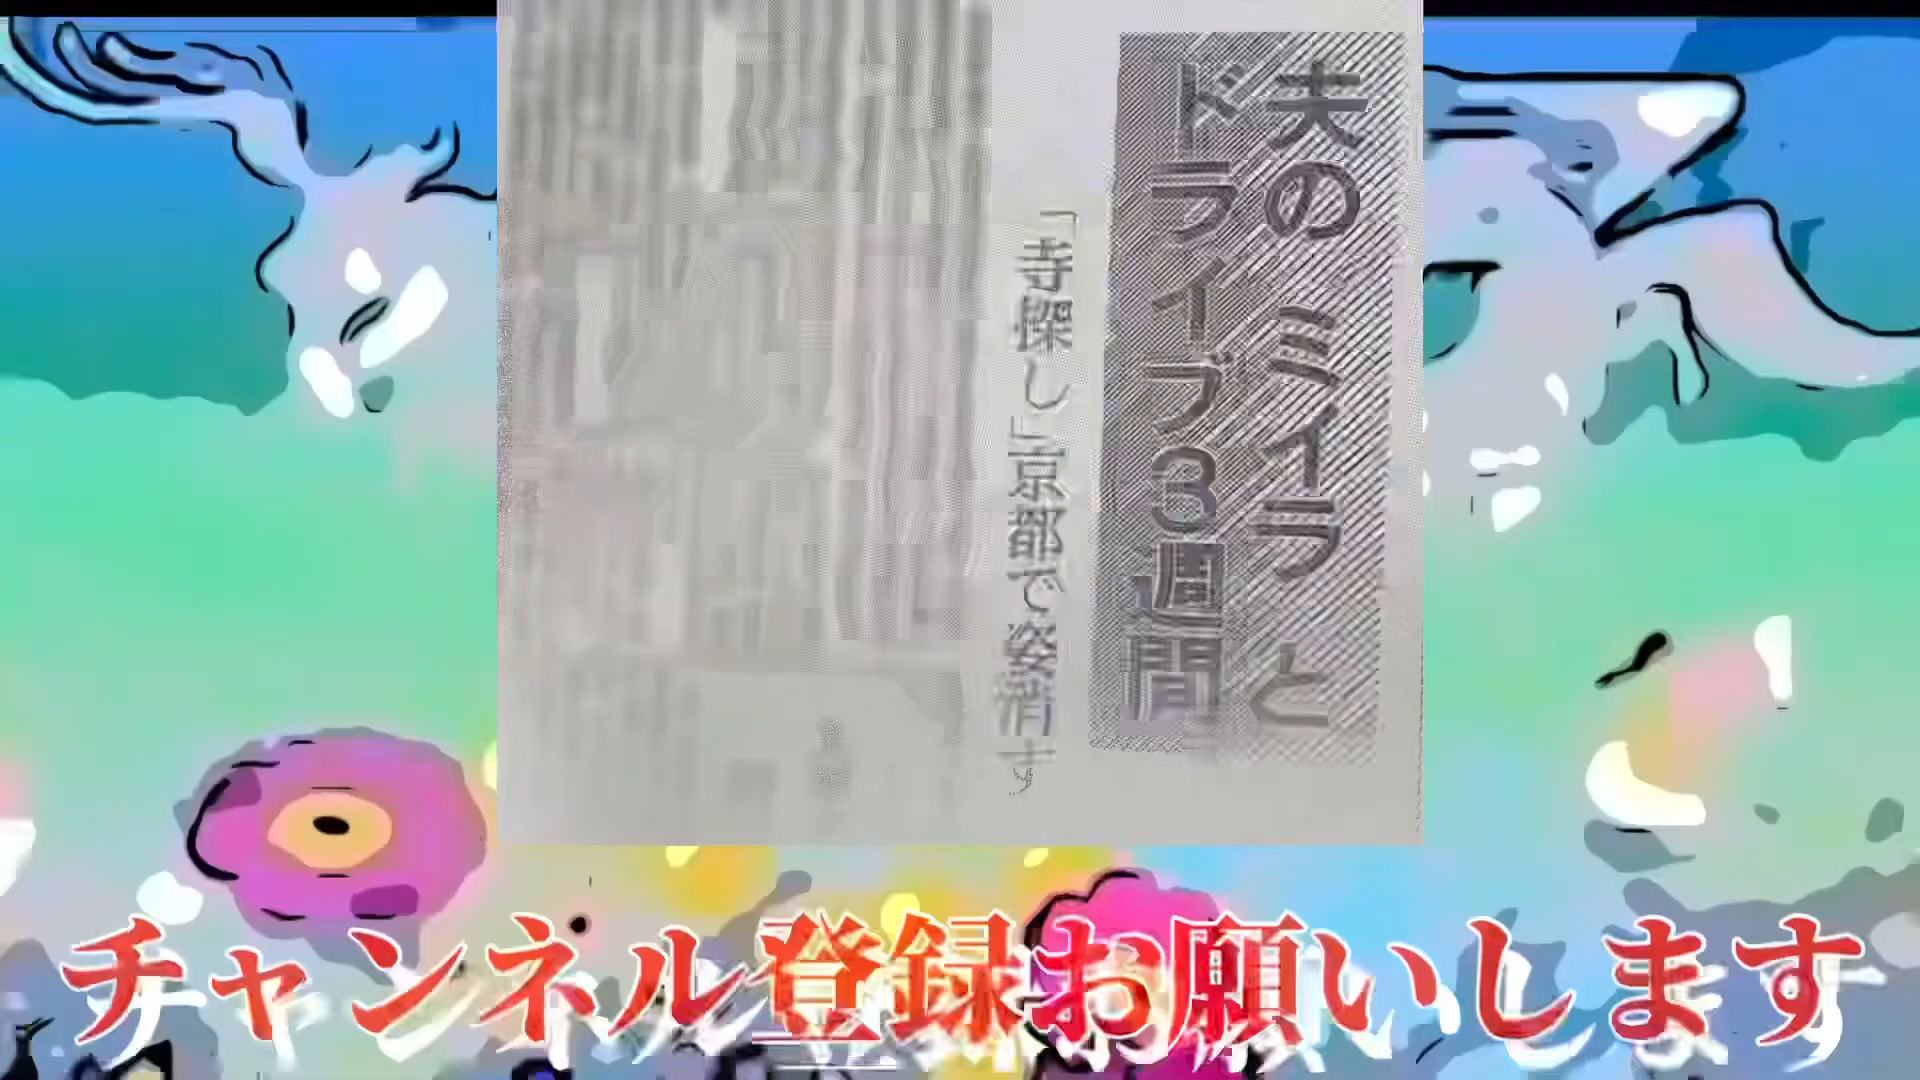 夫のミイラと
ドライブ3週間
「寺探し」京都で姿消す
チャンネル登録お願いします